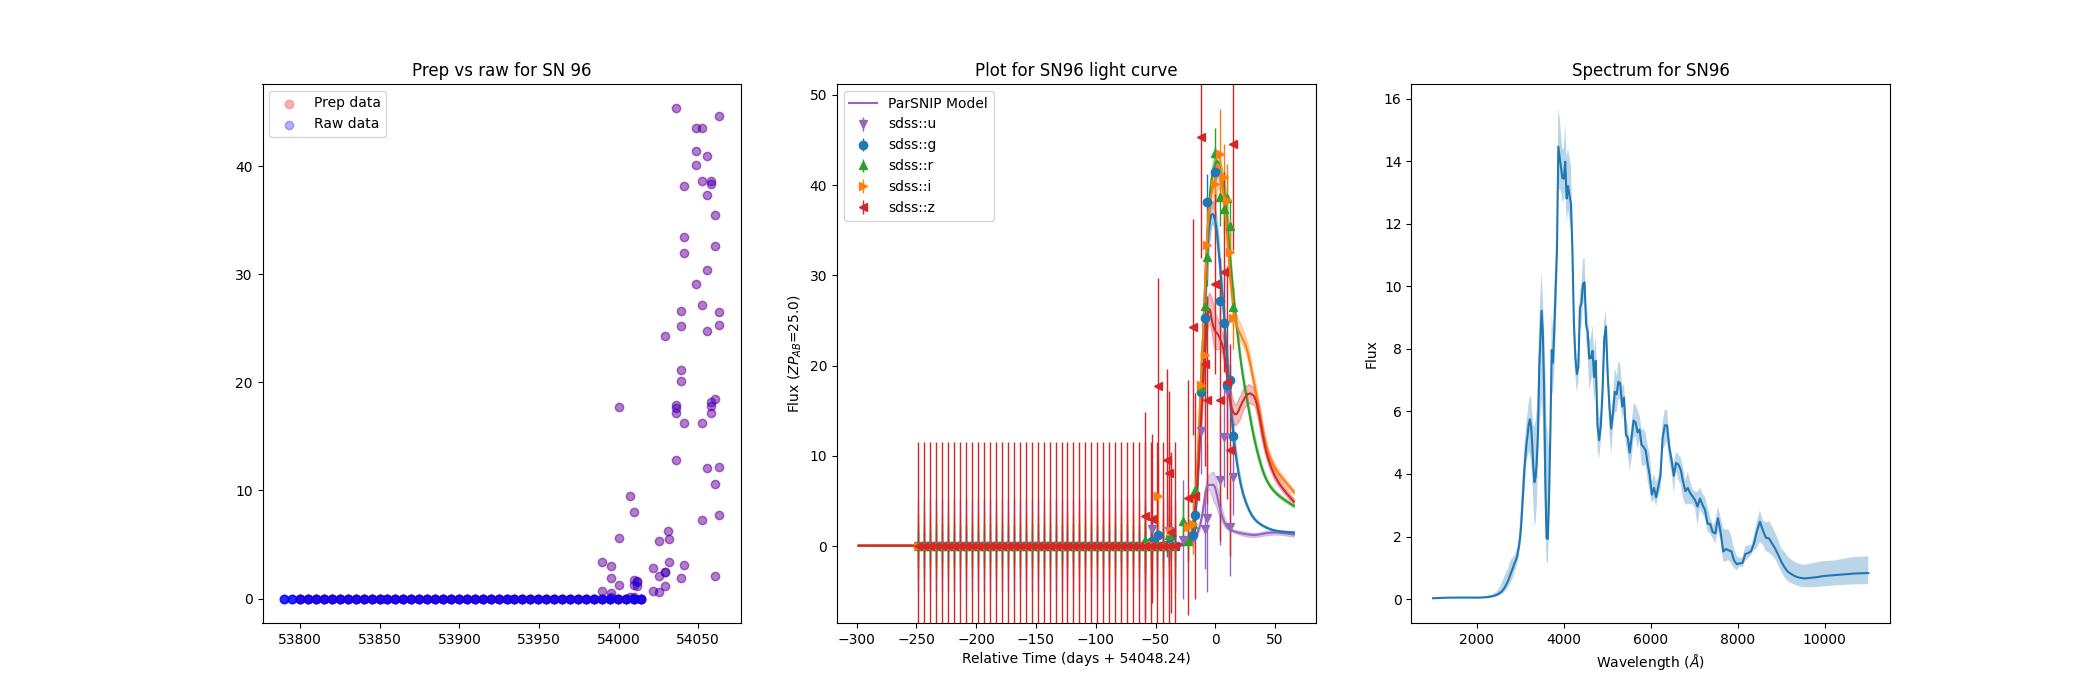 Prep vs raw for SN 96
Prep data
Raw data
40
30
20
10
0
53800 53850 53900 53950 54000 54050
Plot for SN96 light curve
ParSNIP Model
sdss::u
sdss::g
sdss::r
sdss::i
sdss::z
Flux (ZP_AB=25.0)
50
40
30
20
10
0
−300 −250 −200 −150 −100 −50 0 50
Relative Time (days + 54048.24)
Spectrum for SN96
Flux
16
14
12
10
8
6
4
2
0
2000 4000 6000 8000 10000
Wavelength (Å)